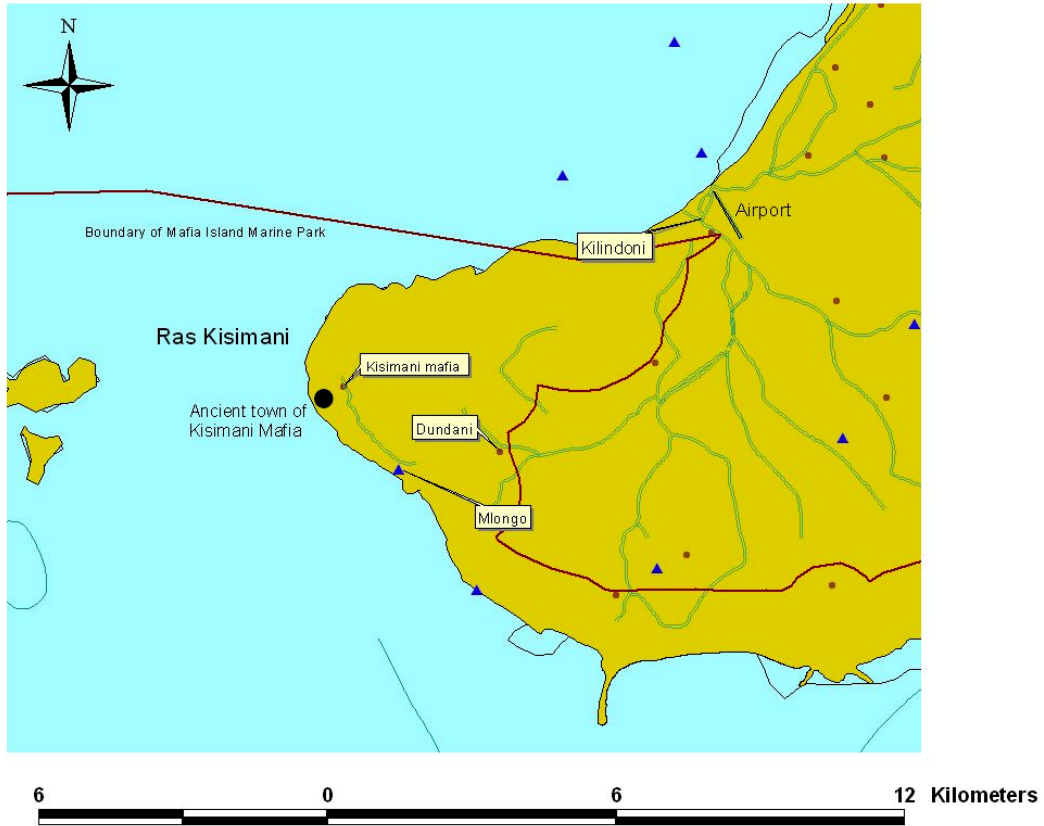 N
Airport
Boundary of Mafia Island Marine Park
Kilindoni
Ras Kisimani
Kisimani mafia
Ancient town of
Kisimani Mafia
Dundani
Mlongo
6 0 6 12 Kilometers